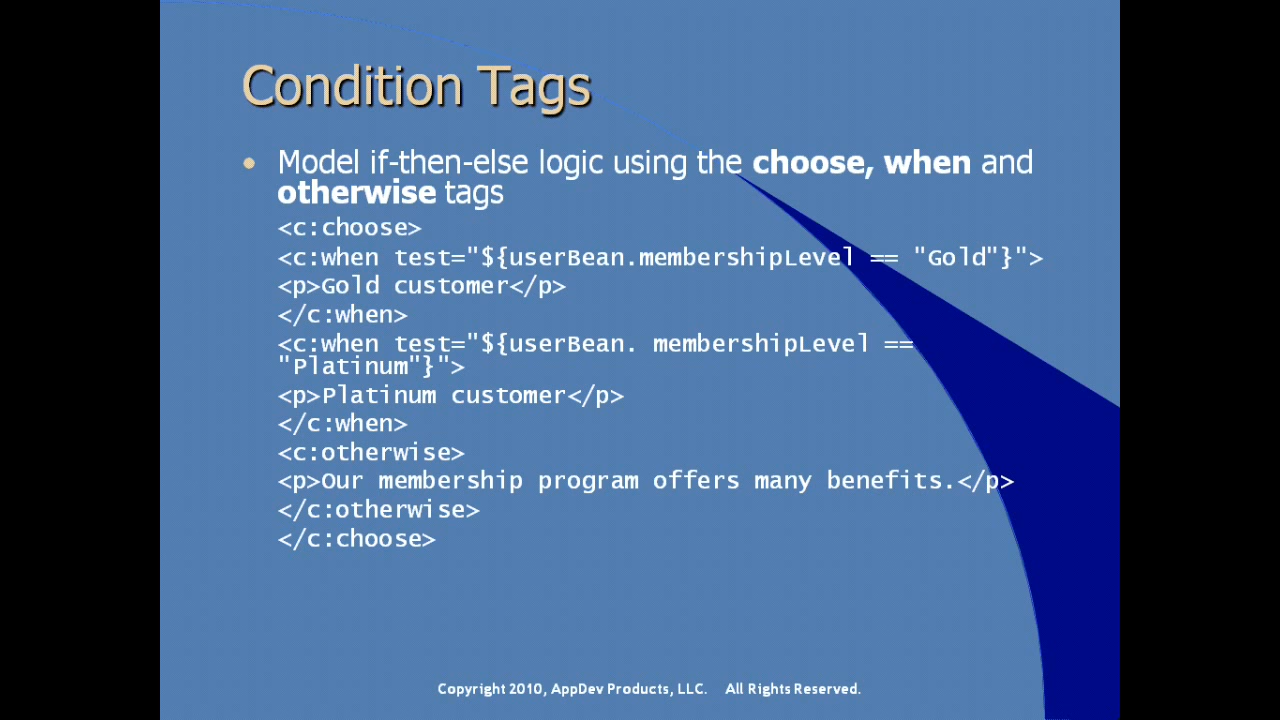 Condition Tags
Model if-then-else logic using the choose, when and
otherwise tags
<c:choose>
<c:when test="${userBean.membershipLevel == "Gold"}">
<p>Gold customer</p>
</c:when>
<c:when test="${userBean. membershipLevel ==
"Platinum"}">
<p>Platinum customer</p>
</c:when>
<c:otherwise>
<p>Our membership program offers many benefits.</p>
</c:otherwise>
</c:choose>
Copyright 2010, AppDev Products, LLC. All Rights Reserved.